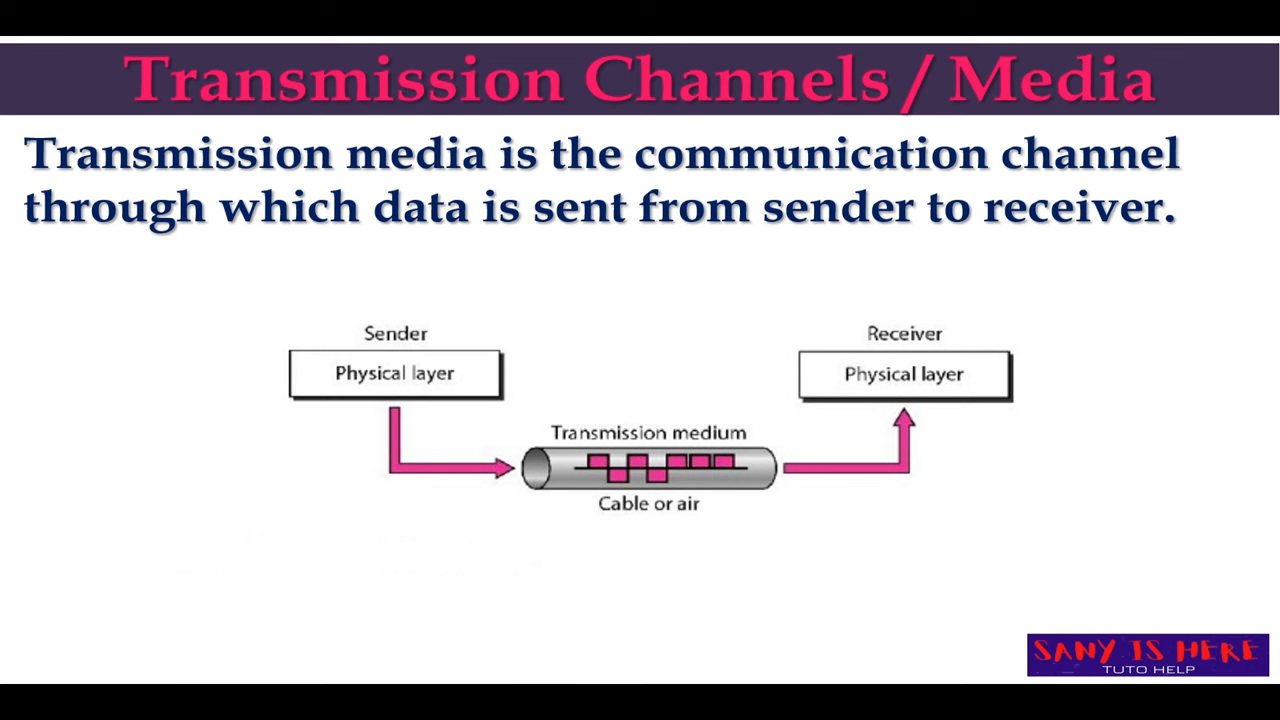 Transmission Channels / Media
Transmission media is the communication channel
through which data is sent from sender to receiver.
Sender
Physical layer
Receiver
Physical layer
Transmission medium
Cable or air
SANY IS HERE
TUTO HELP